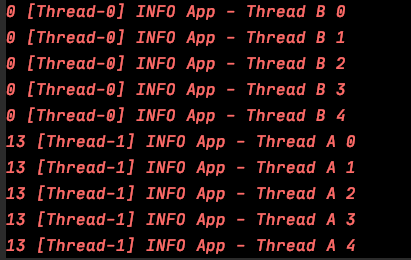 0 [Thread-0] INFO App - Thread B 0
0 [Thread-0] INFO App - Thread B 1
0 [Thread-0] INFO App - Thread B 2
0 [Thread-0] INFO App - Thread B 3
0 [Thread-0] INFO App - Thread B 4
13 [Thread-1] INFO App - Thread A 0
13 [Thread-1] INFO App - Thread A 1
13 [Thread-1] INFO App - Thread A 2
13 [Thread-1] INFO App - Thread A 3
13 [Thread-1] INFO App - Thread A 4